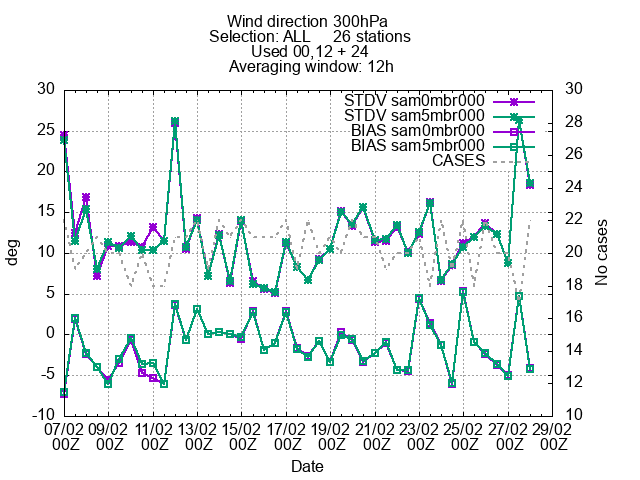 Wind direction 300hPa
Selection: ALL 26 stations
Used 00,12 + 24
Averaging window: 12h
STDV sam0mbr000
STDV sam5mbr000
BIAS sam0mbr000
BIAS sam5mbr000
CASES
30
25
20
15
10
5
0
-5
-10
deg
30
28
26
24
22
20
18
16
14
12
10
No cases
07/02 09/02 11/02 13/02 15/02 17/02 19/02 21/02 23/02 25/02 27/02 29/02
00Z 00Z 00Z 00Z 00Z 00Z 00Z 00Z 00Z 00Z 00Z 00Z
Date